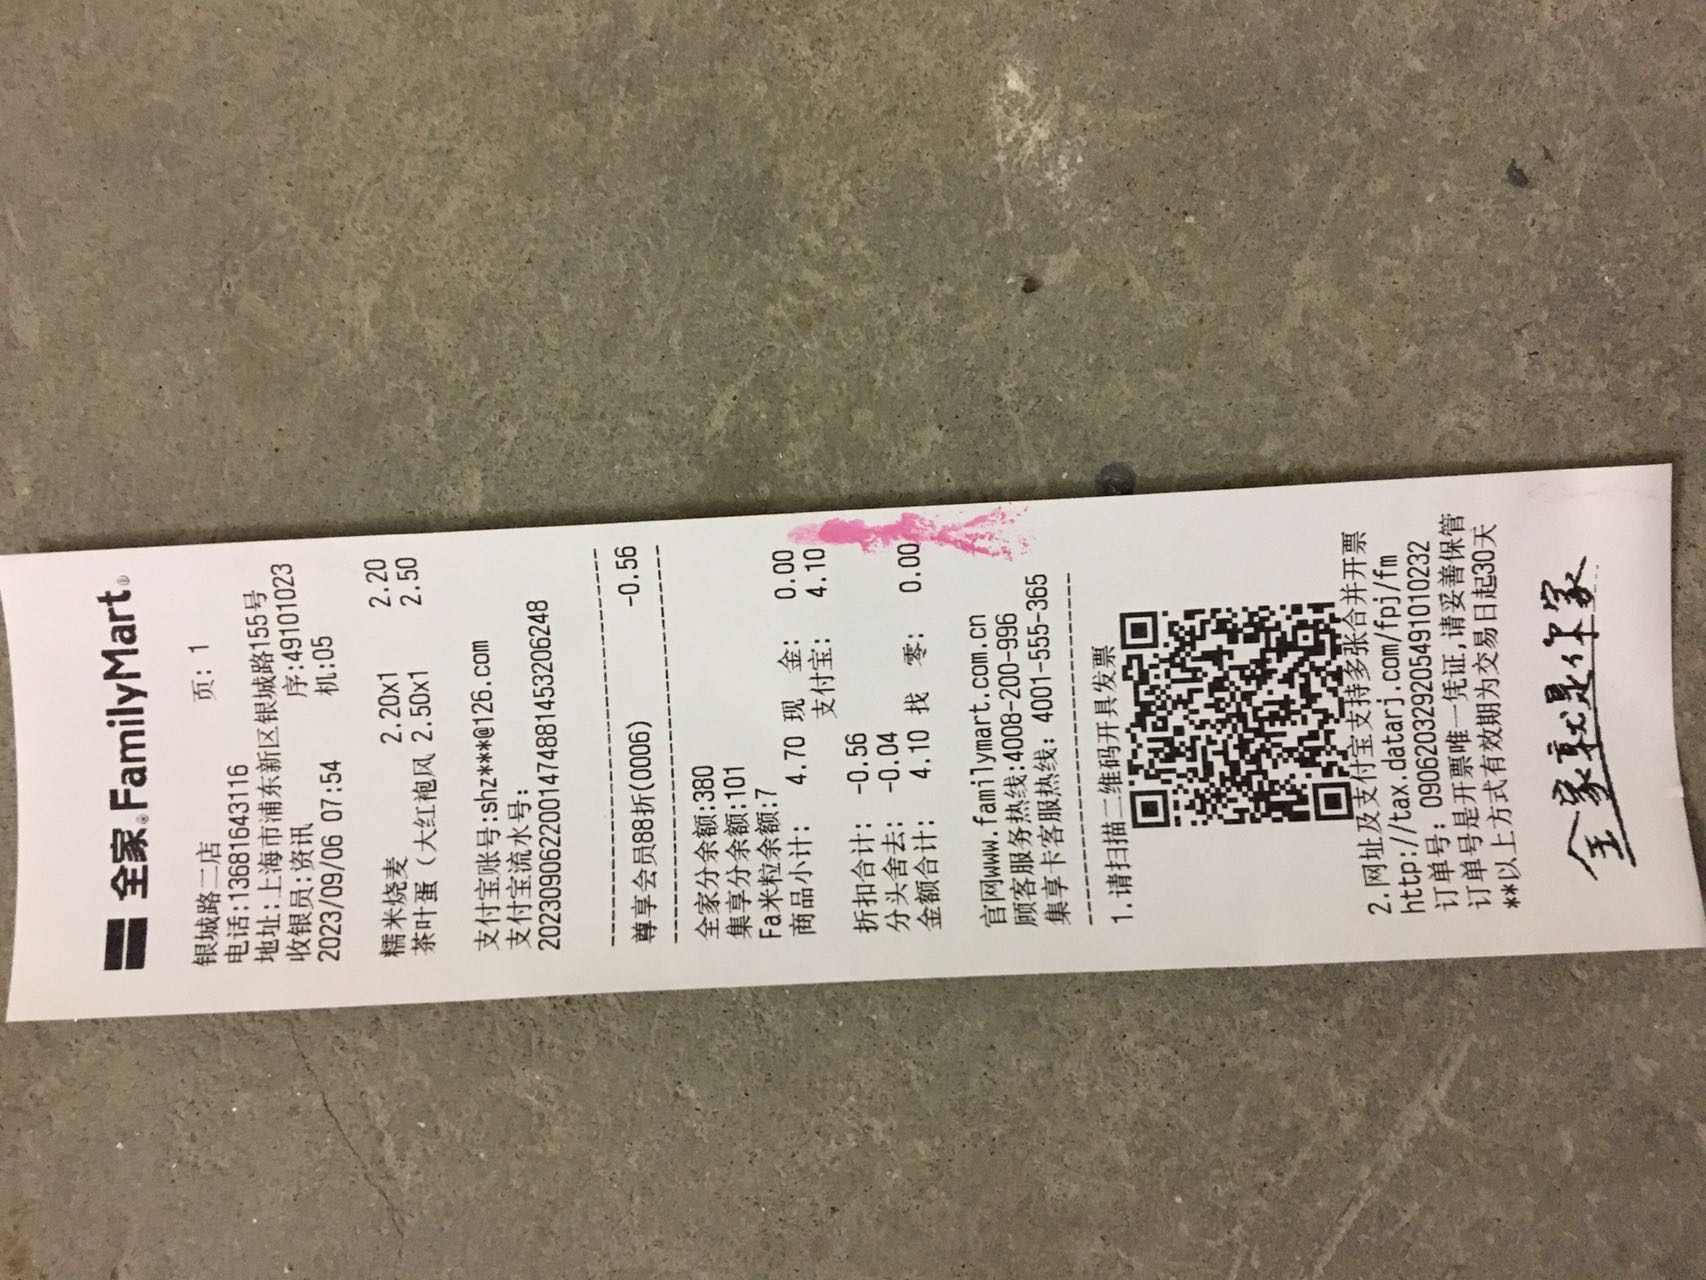 全家® FamilyMart®
页: 1
银城路二店
电话:13681643116
地址:上海市浦东新区银城路155号
收银员:资讯 序:49101023
2023/09/06 07:54 机:05
糯米烧麦 2.20x1 2.20
茶叶蛋（大红袍风 2.50x1 2.50
支付宝账号:shz***@126.com
支付宝流水号:
2023090622001474881453206248
尊享会员88折(0006) -0.56
全家分余额:380
集享分余额:101
Fa米粒余额:7
商品小计: 4.70 现 金: 0.00
支付宝: 4.10
折扣合计: -0.56
分头舍去: -0.04
金额合计: 4.10 找 零: 0.00
官网www.familymart.com.cn
顾客服务热线:4008-200-996
集享卡客服热线: 4001-555-365
1.请扫描二维码开具发票
2.网址及支付宝支持多张合并开票
http://tax.datarj.com/fpj/fm
订单号: 090620329205491010232
订单号是开票唯一凭证,请妥善保管
**以上方式有效期为交易日起30天
全家就是你家